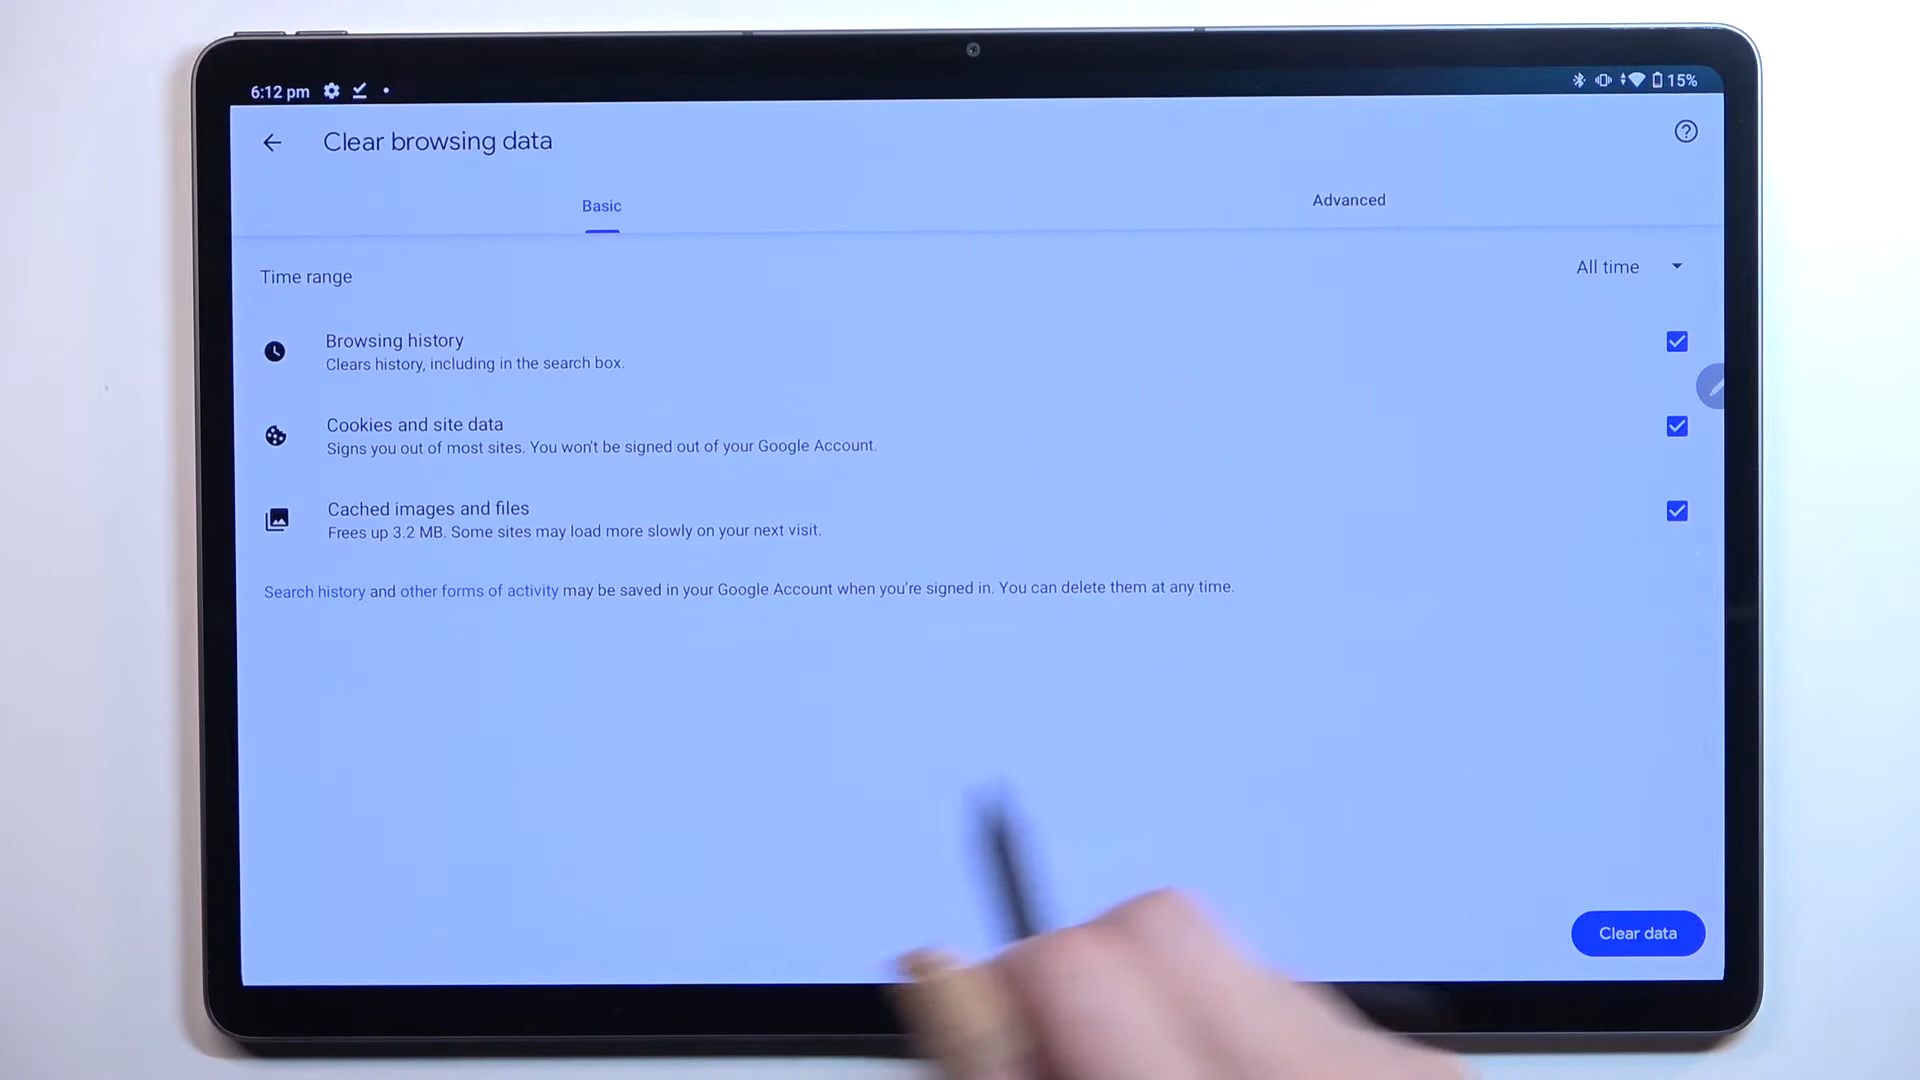 6:12 pm
15%
Clear browsing data
Basic
Advanced
Time range
All time
Browsing history
Clears history, including in the search box.
Cookies and site data
Signs you out of most sites. You won't be signed out of your Google Account.
Cached images and files
Frees up 3.2 MB. Some sites may load more slowly on your next visit.
Search history and other forms of activity may be saved in your Google Account when you're signed in. You can delete them at any time.
Clear data